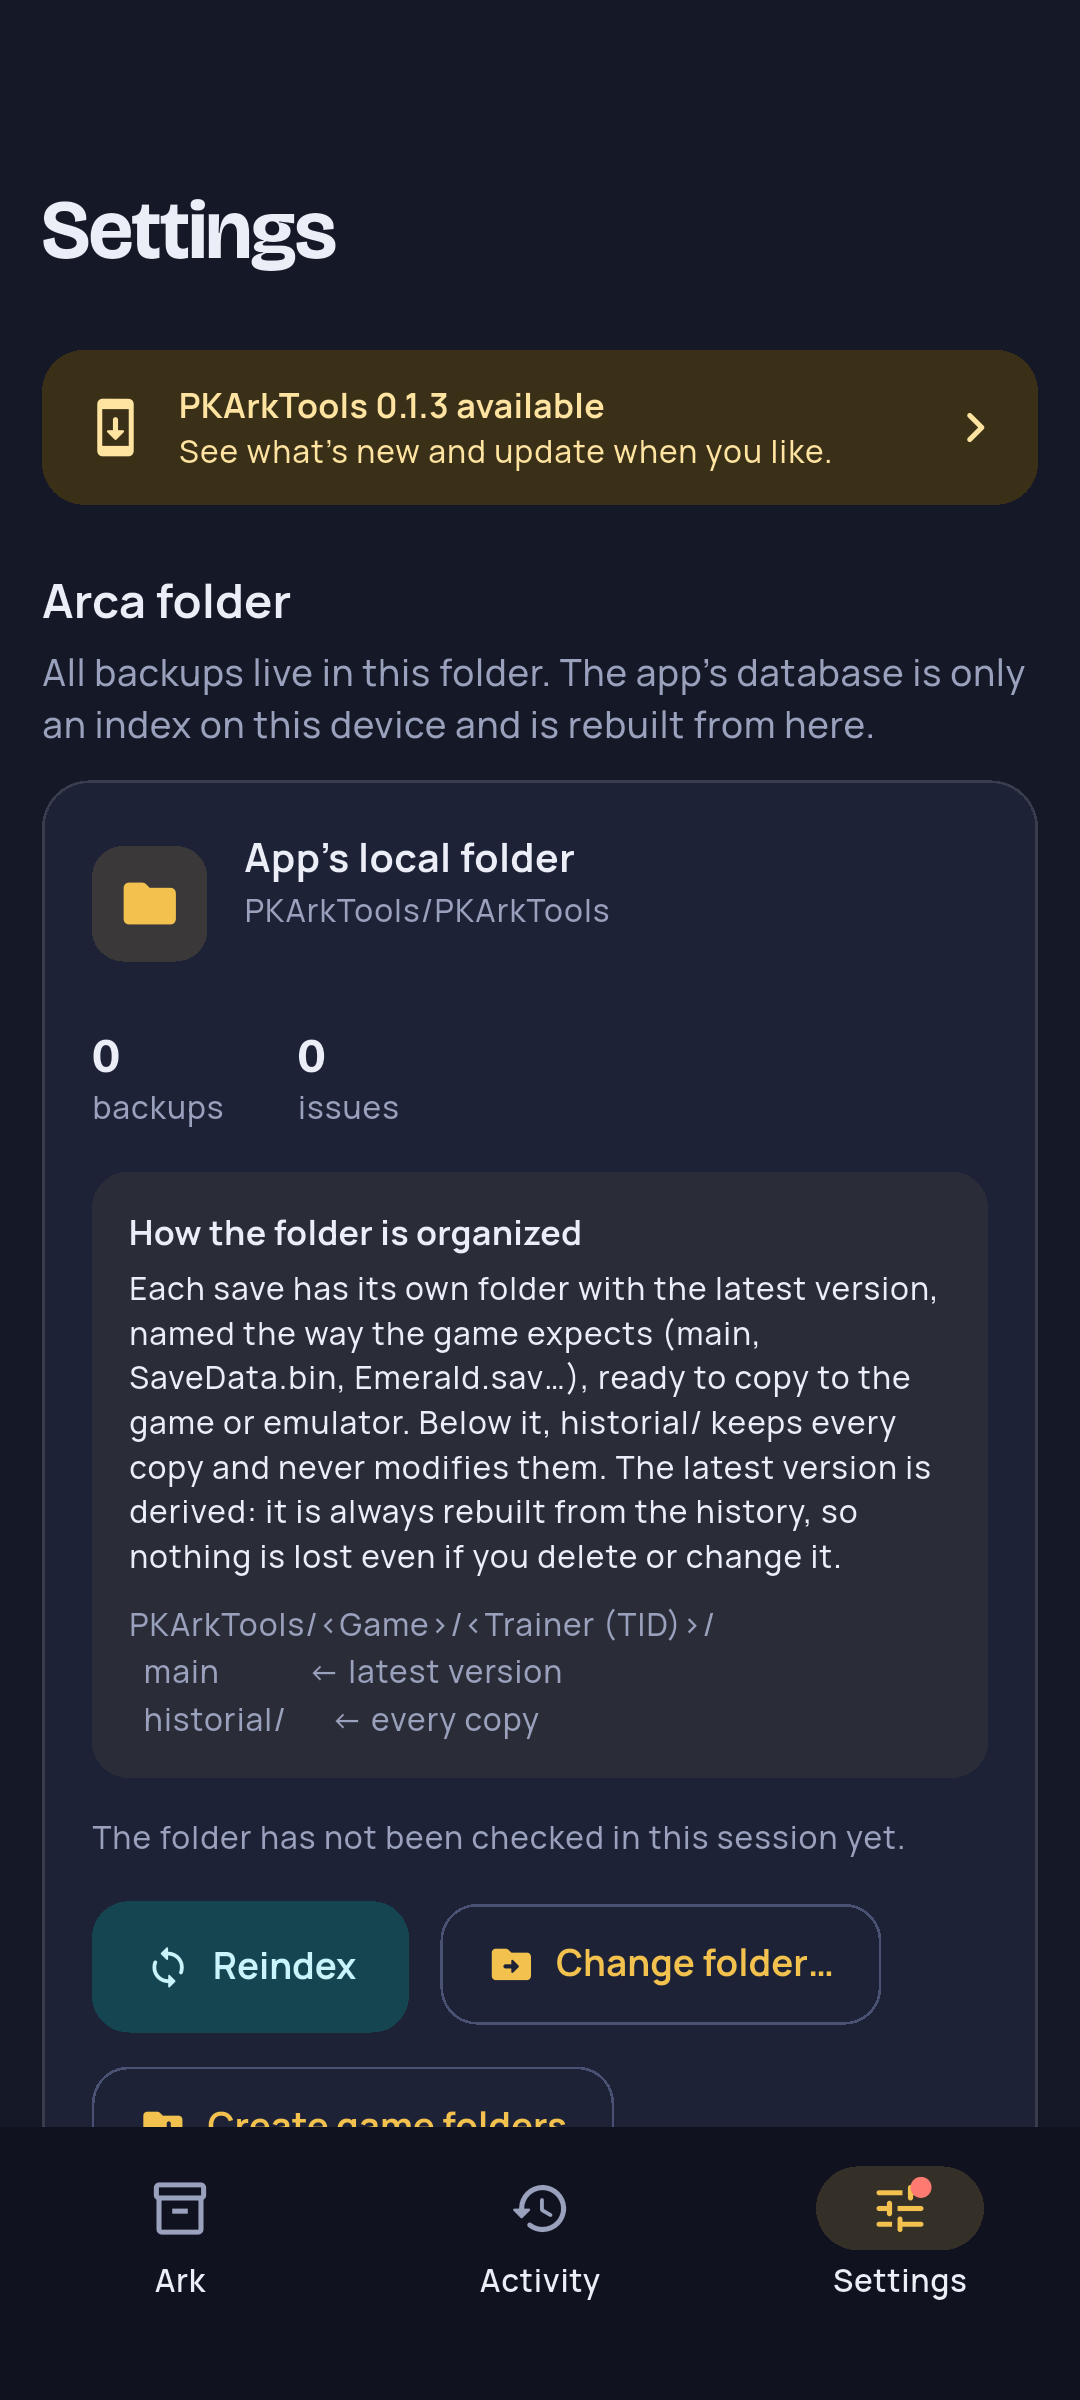 Settings
PKArkTools 0.1.3 available
See what's new and update when you like.
Arca folder
All backups live in this folder. The app's database is only
an index on this device and is rebuilt from here.
App's local folder
PKArkTools/PKArkTools
0 0
backups issues
How the folder is organized
Each save has its own folder with the latest version,
named the way the game expects (main,
SaveData.bin, Emerald.sav…), ready to copy to the
game or emulator. Below it, historial/ keeps every
copy and never modifies them. The latest version is
derived: it is always rebuilt from the history, so
nothing is lost even if you delete or change it.
PKArkTools/<Game>/<Trainer (TID)>/
main ← latest version
historial/ ← every copy
The folder has not been checked in this session yet.
Reindex Change folder…
Create game folders
Ark Activity Settings